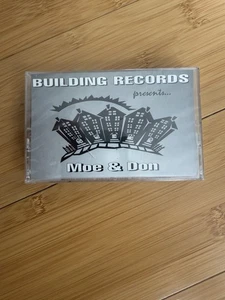 BUILDING RECORDS
presents...
Moe & Don